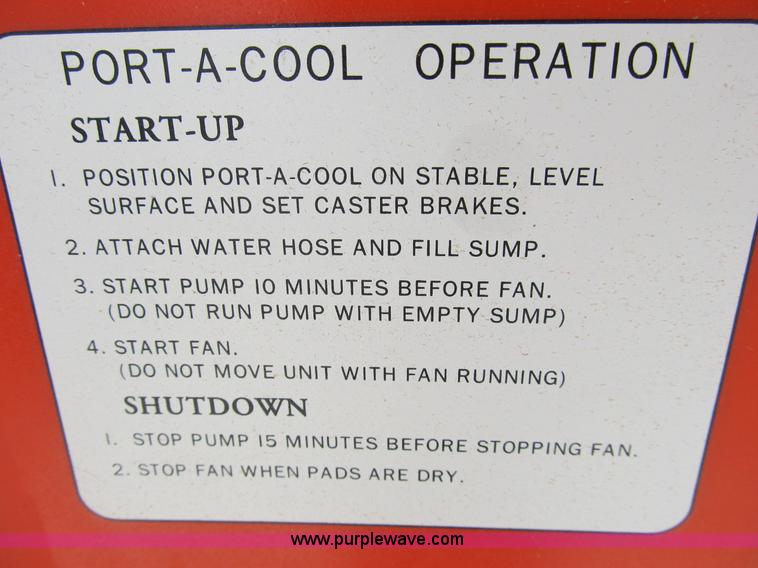 PORT-A-COOL OPERATION
START-UP
1. POSITION PORT-A-COOL ON STABLE, LEVEL
SURFACE AND SET CASTER BRAKES.
2. ATTACH WATER HOSE AND FILL SUMP.
3. START PUMP 10 MINUTES BEFORE FAN.
(DO NOT RUN PUMP WITH EMPTY SUMP)
4. START FAN.
(DO NOT MOVE UNIT WITH FAN RUNNING)
SHUTDOWN
1. STOP PUMP 15 MINUTES BEFORE STOPPING FAN.
2. STOP FAN WHEN PADS ARE DRY.
www.purplewave.com